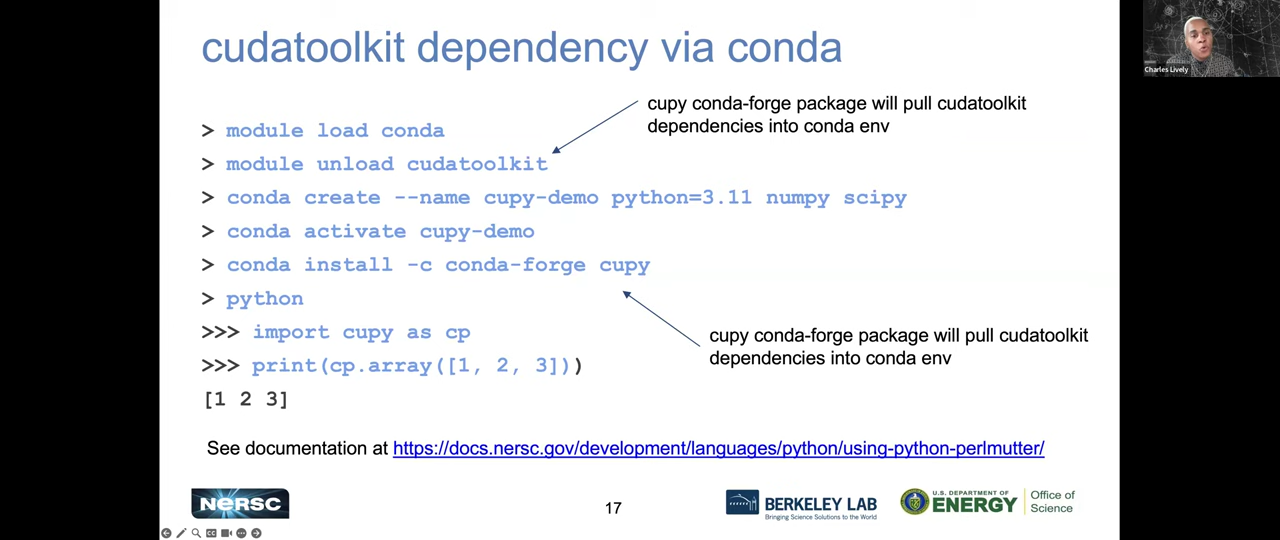 cudatoolkit dependency via conda
Charles Lively
cupy conda-forge package will pull cudatoolkit
dependencies into conda env
> module load conda
> module unload cudatoolkit
> conda create --name cupy-demo python=3.11 numpy scipy
> conda activate cupy-demo
> conda install -c conda-forge cupy
> python
>>> import cupy as cp
>>> print(cp.array([1, 2, 3]))
[1 2 3]
cupy conda-forge package will pull cudatoolkit
dependencies into conda env
See documentation at https://docs.nersc.gov/development/languages/python/using-python-perlmutter/
NERSC
17
BERKELEY LAB
Bringing Science Solutions to the World
U.S. DEPARTMENT OF
ENERGY
Office of
Science